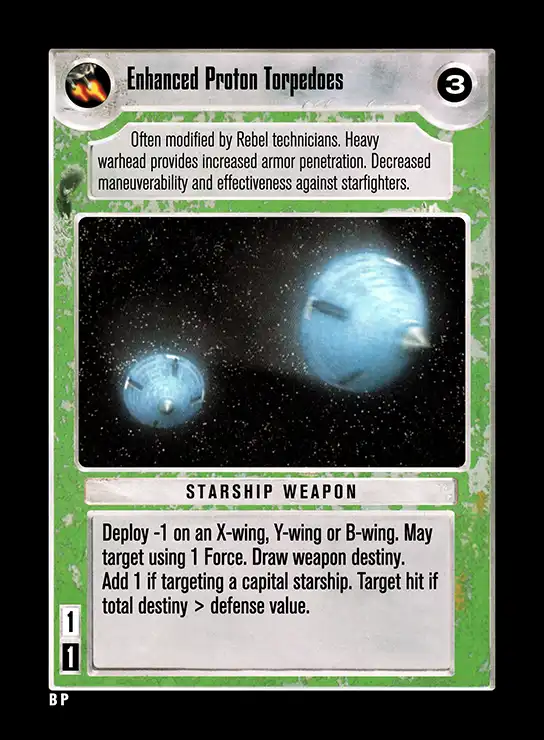 Enhanced Proton Torpedoes
3
Often modified by Rebel technicians. Heavy
warhead provides increased armor penetration. Decreased
maneuverability and effectiveness against starfighters.
STARSHIP WEAPON
Deploy -1 on an X-wing, Y-wing or B-wing. May
target using 1 Force. Draw weapon destiny.
Add 1 if targeting a capital starship. Target hit if
total destiny > defense value.
1
1
B P